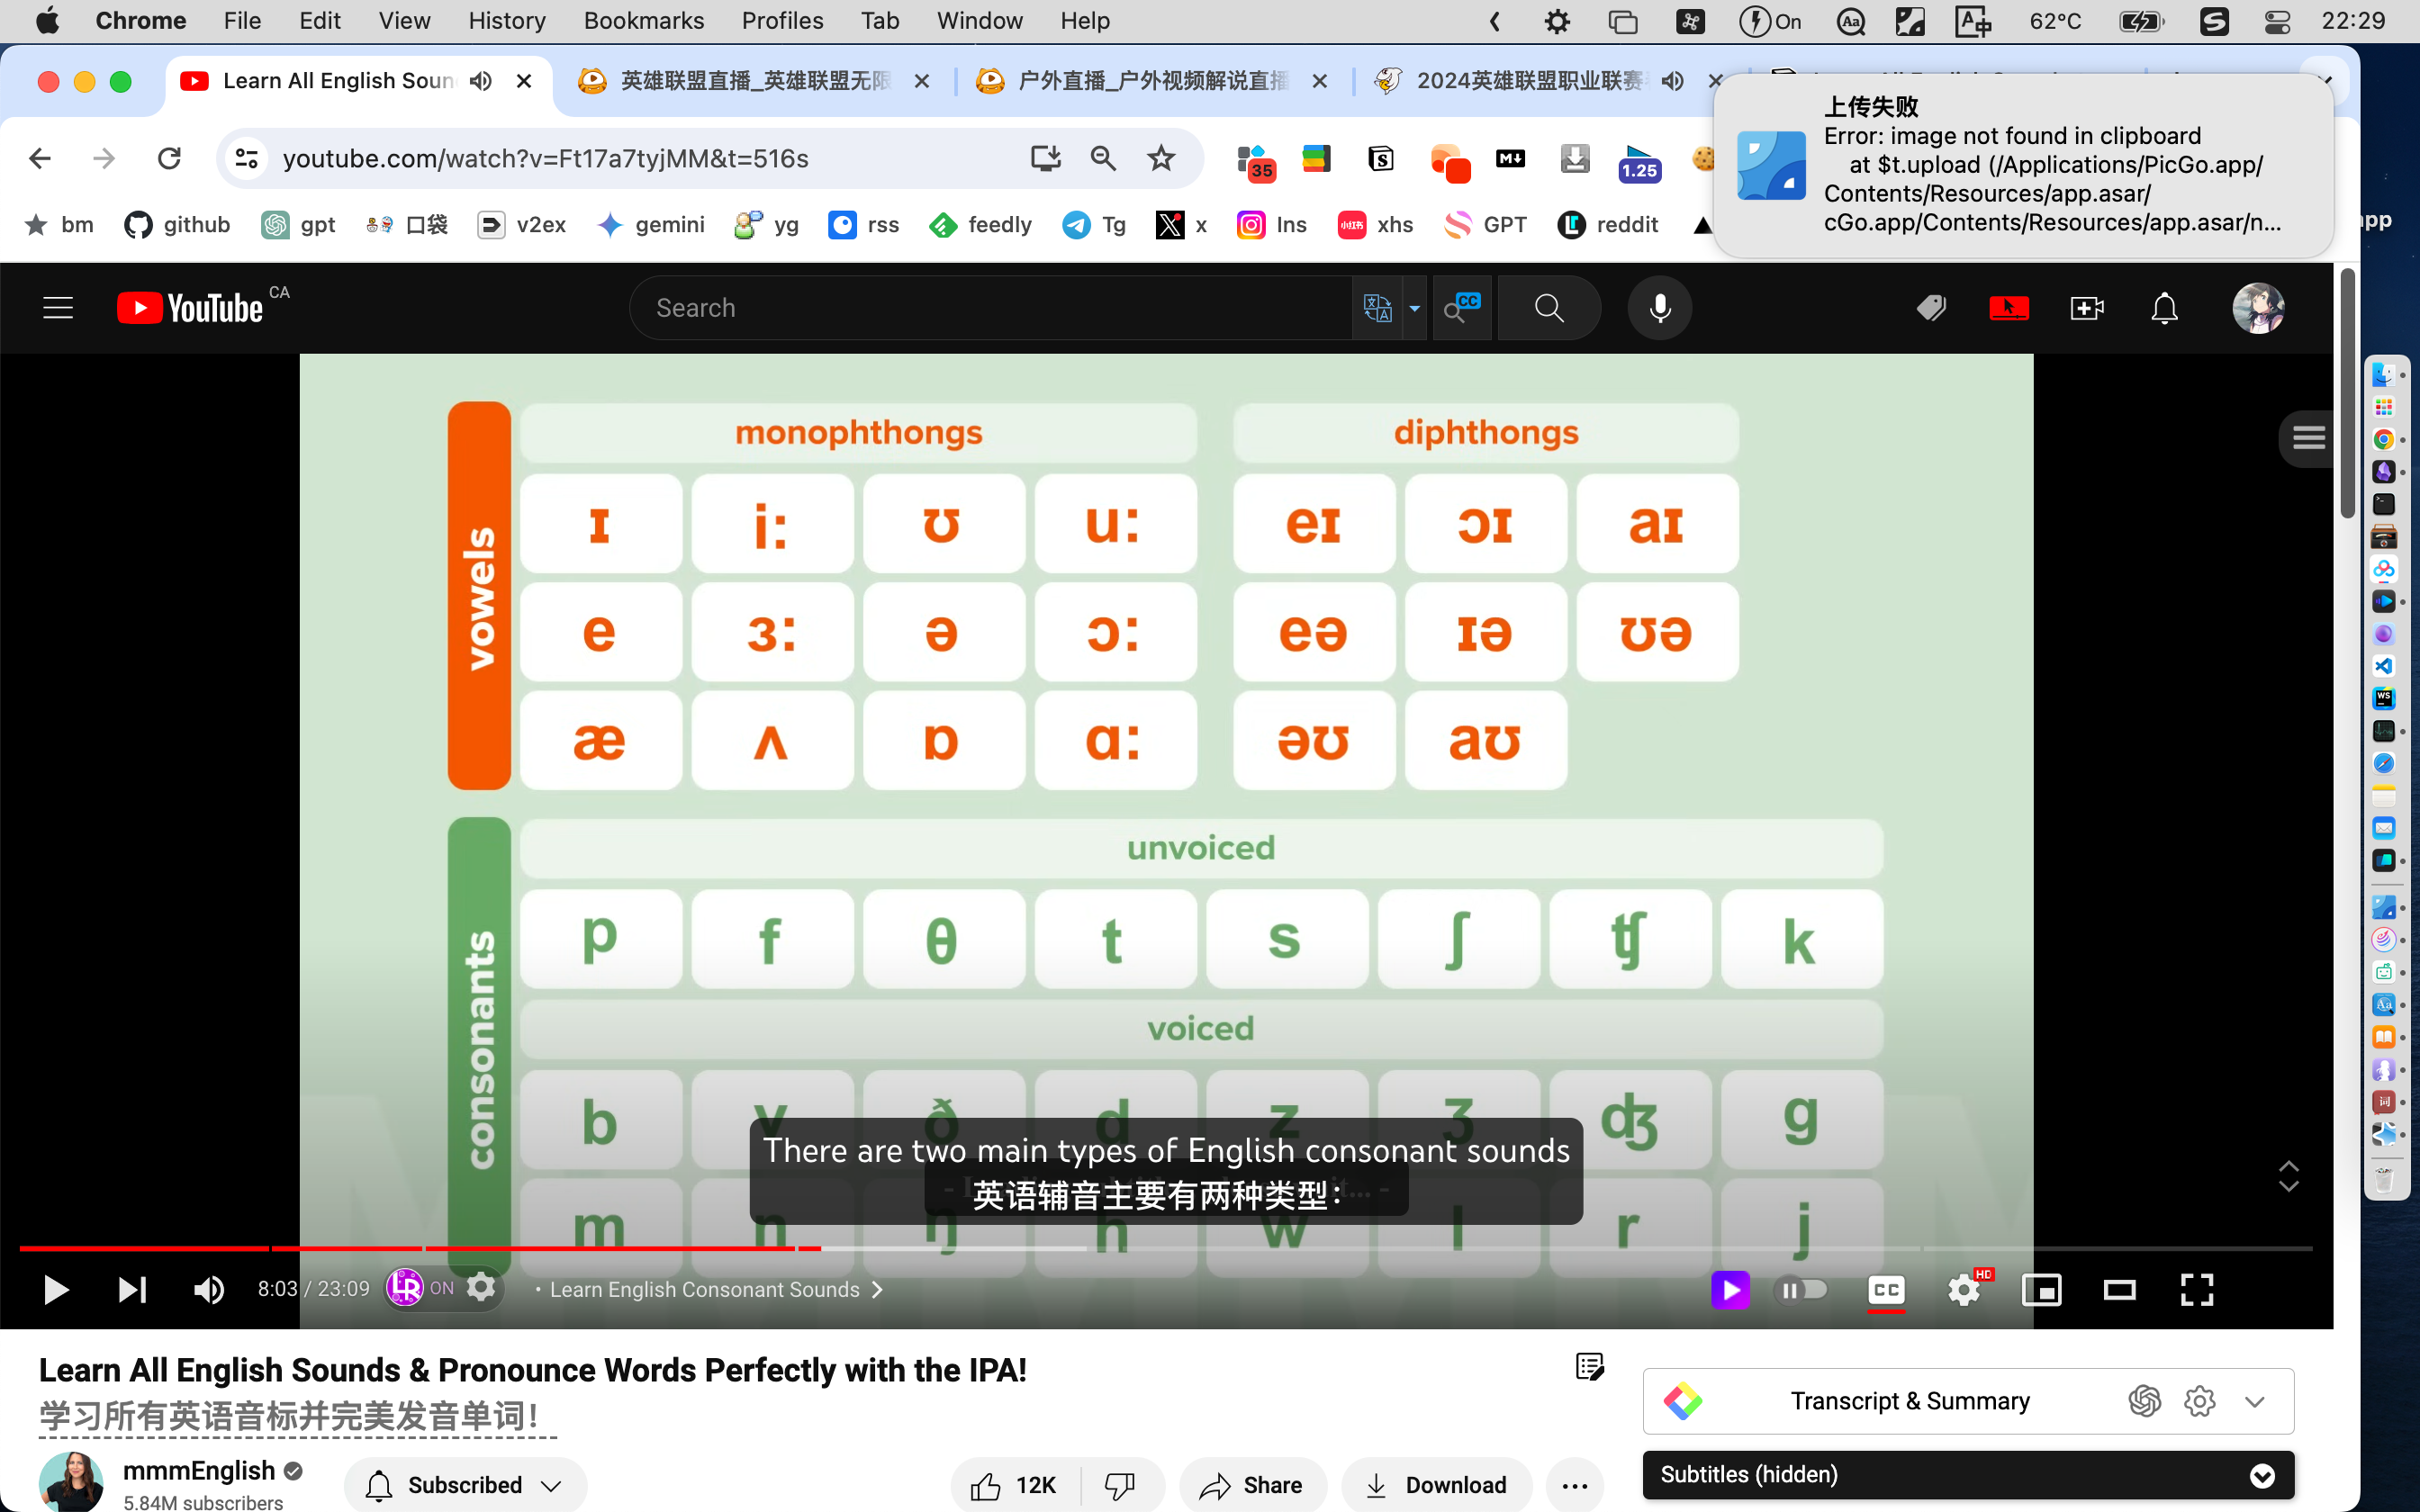 Chrome File Edit View History Bookmarks Profiles Tab Window Help On 62°C 22:29
Learn All English Soun 英雄联盟直播_英雄联盟无限 户外直播_户外视频解说直播 2024英雄联盟职业联赛
上传失败
Error: image not found in clipboard
at $t.upload (/Applications/PicGo.app/
Contents/Resources/app.asar/
cGo.app/Contents/Resources/app.asar/n...
youtube.com/watch?v=Ft17a7tyjMM&t=516s 35 1.25
bm github gpt 口袋 v2ex gemini yg rss feedly Tg x Ins xhs GPT reddit
YouTube CA Search CC
vowels
monophthongs diphthongs
ɪ i: ʊ u: eɪ ɔɪ aɪ
e ɜ: ə ɔ: eə ɪə ʊə
æ ʌ ɒ ɑ: əʊ aʊ
consonants
unvoiced
p f θ t s ʃ ʧ k
voiced
b v ð d z ʒ ʤ g
m n ŋ h w l r j
There are two main types of English consonant sounds
英语辅音主要有两种类型：
8:03 / 23:09 LR ON • Learn English Consonant Sounds CC HD
Learn All English Sounds & Pronounce Words Perfectly with the IPA!
学习所有英语音标并完美发音单词！
mmmEnglish
5.84M subscribers
Subscribed 12K Share Download
Transcript & Summary
Subtitles (hidden)